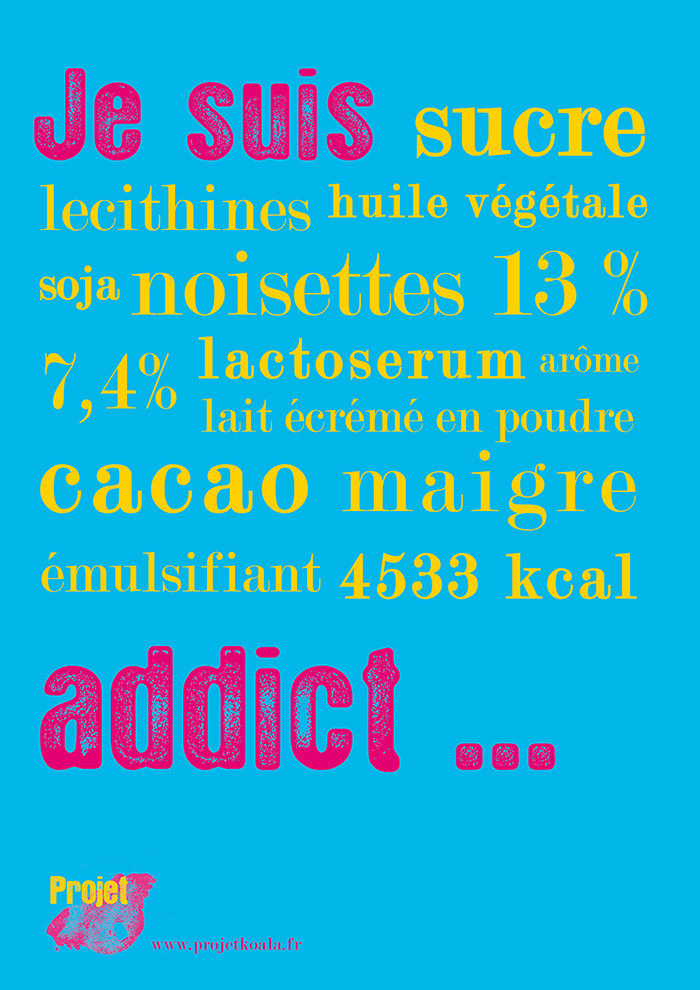 Je suis sucre
lecithines huile végétale
soja noisettes 13 %
7,4% lactoserum arôme
lait écrémé en poudre
cacao maigre
émulsifiant 4533 kcal
addict ...
Projet
www.projetkoala.fr